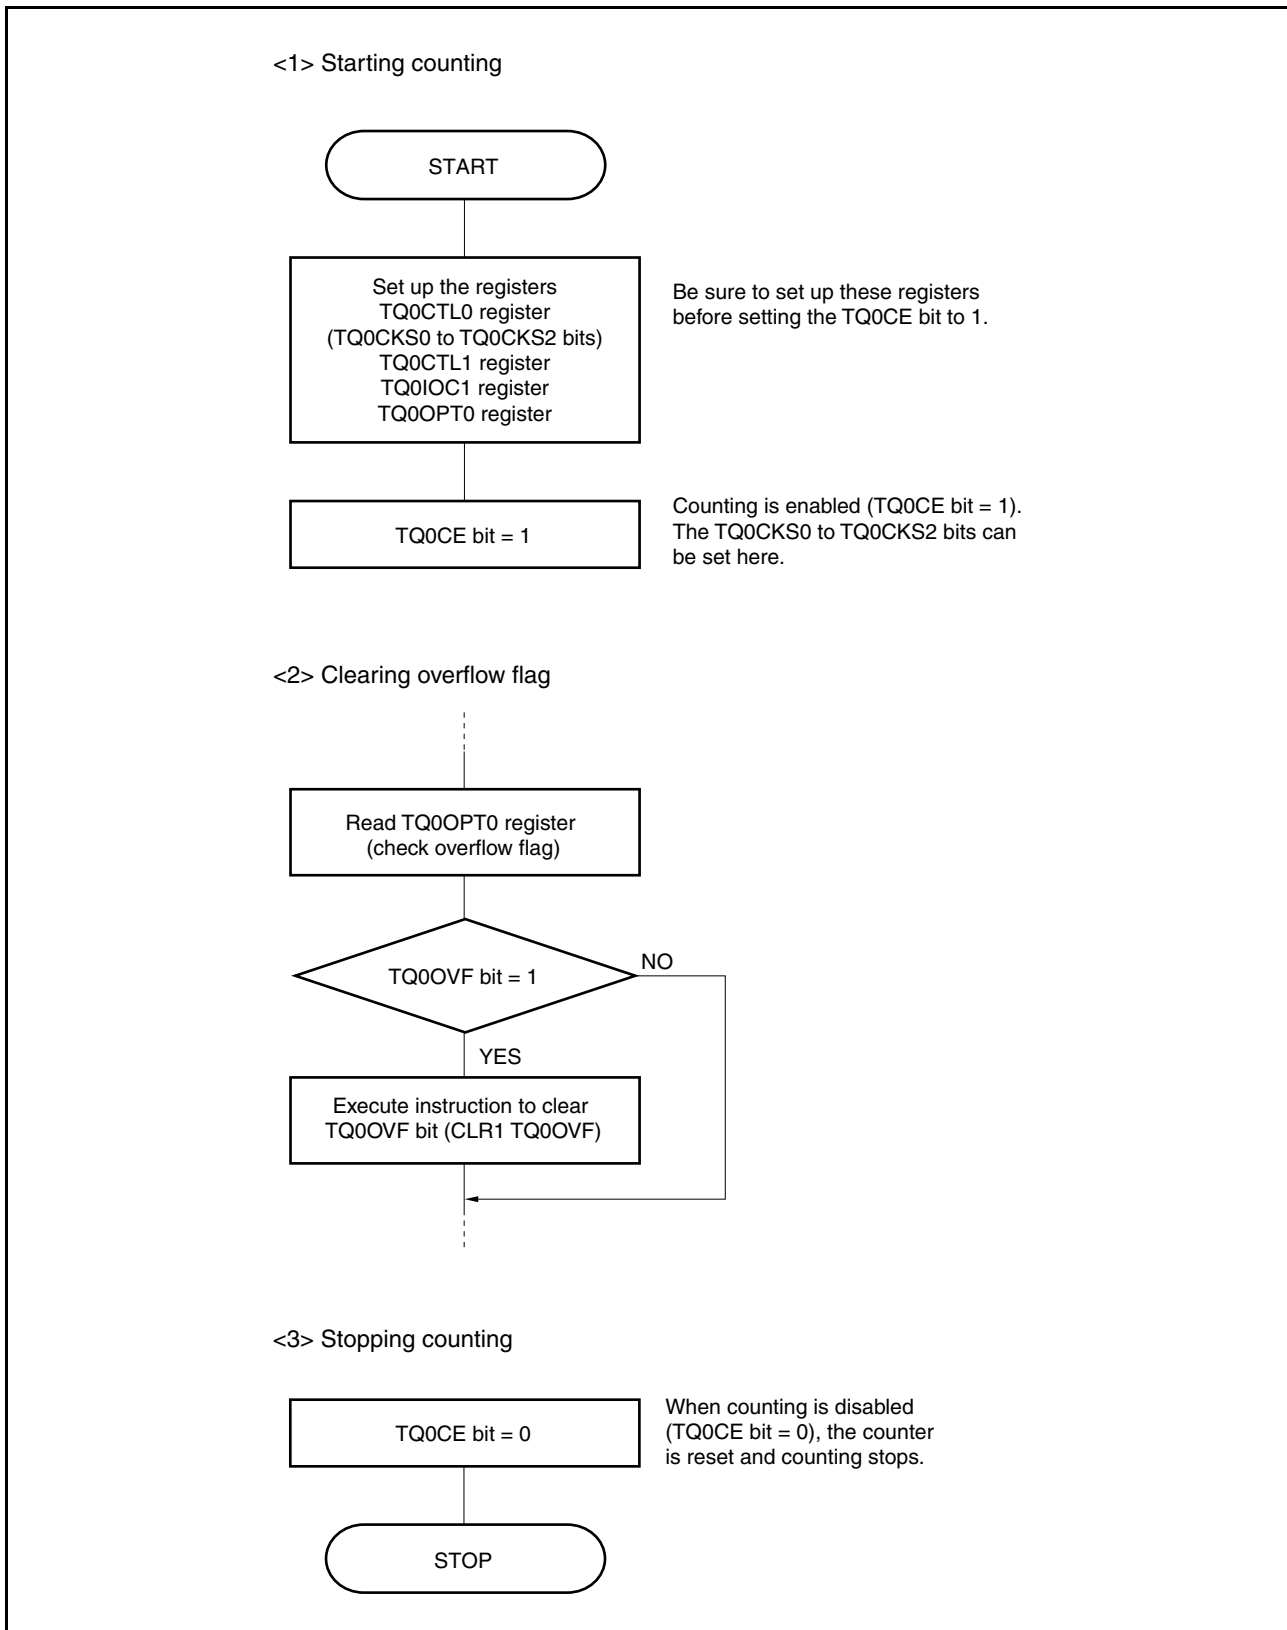 <1> Starting counting
START
Set up the registers
TQ0CTL0 register
(TQ0CKS0 to TQ0CKS2 bits)
TQ0CTL1 register
TQ0IOC1 register
TQ0OPT0 register
Be sure to set up these registers
before setting the TQ0CE bit to 1.
TQ0CE bit = 1
Counting is enabled (TQ0CE bit = 1).
The TQ0CKS0 to TQ0CKS2 bits can
be set here.
<2> Clearing overflow flag
Read TQ0OPT0 register
(check overflow flag)
TQ0OVF bit = 1
NO
YES
Execute instruction to clear
TQ0OVF bit (CLR1 TQ0OVF)
<3> Stopping counting
TQ0CE bit = 0
When counting is disabled
(TQ0CE bit = 0), the counter
is reset and counting stops.
STOP